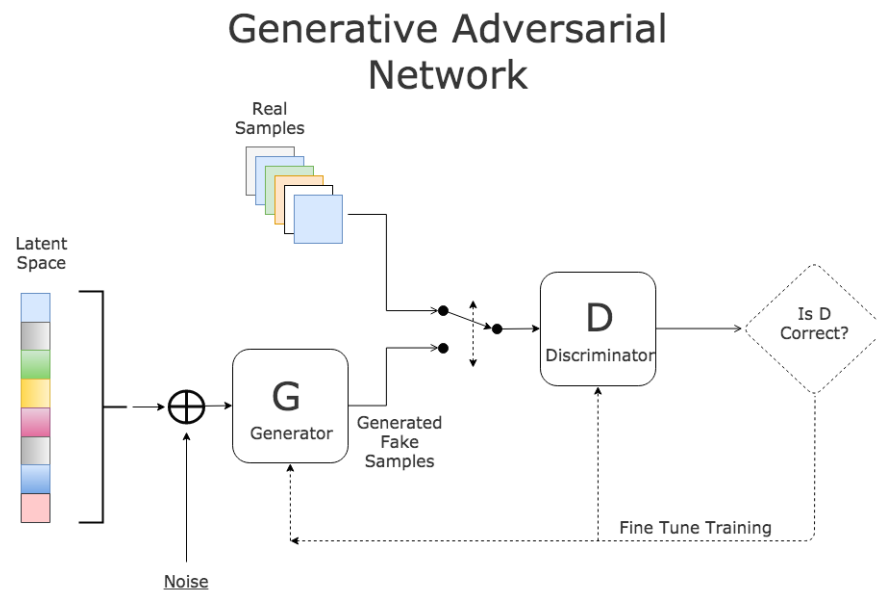 Generative Adversarial
Network
Real
Samples
Latent
Space
G
Generator
Generated
Fake
Samples
D
Discriminator
Is D
Correct?
Fine Tune Training
Noise